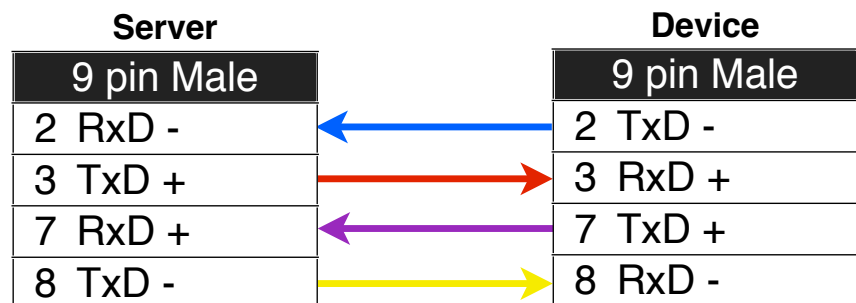 Server Device
9 pin Male 9 pin Male
2 RxD - 2 TxD -
3 TxD + 3 RxD +
7 RxD + 7 TxD +
8 TxD - 8 RxD -